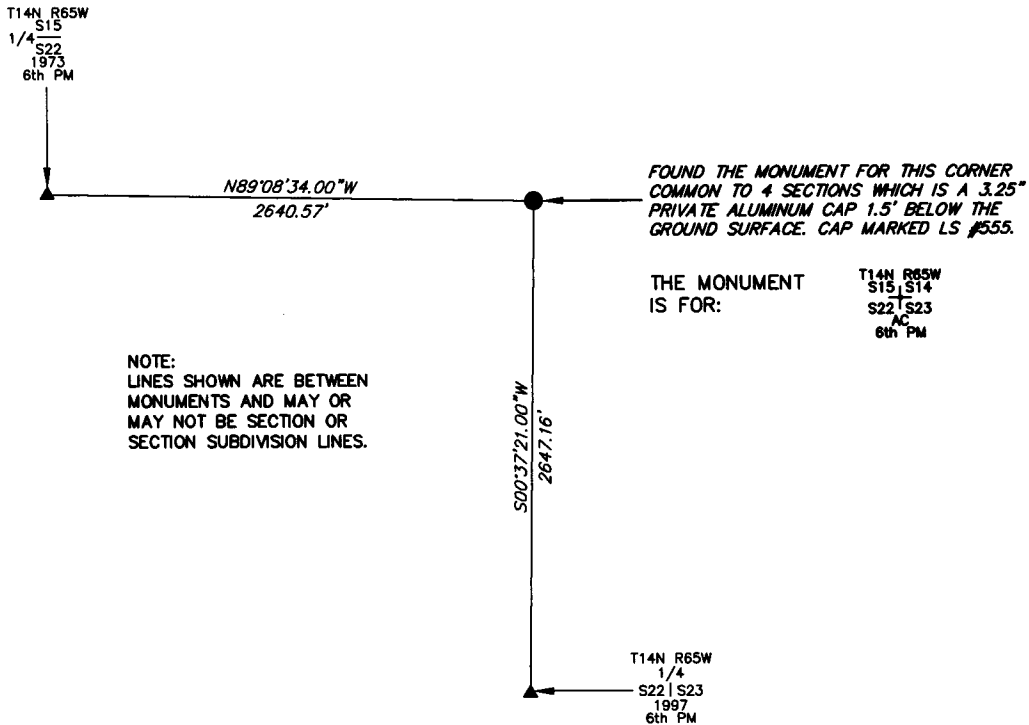 T14N R65W
S15
1/4
S22
1973
6th PM
N89°08'34.00"W
2640.57'
FOUND THE MONUMENT FOR THIS CORNER
COMMON TO 4 SECTIONS WHICH IS A 3.25"
PRIVATE ALUMINUM CAP 1.5' BELOW THE
GROUND SURFACE. CAP MARKED LS #555.
THE MONUMENT
IS FOR:
T14N R65W
S15 S14
S22 S23
AC
6th PM
NOTE:
LINES SHOWN ARE BETWEEN
MONUMENTS AND MAY OR
MAY NOT BE SECTION OR
SECTION SUBDIVISION LINES.
S00°37'21.00"W
2647.16'
T14N R65W
1/4
S22 | S23
1997
6th PM